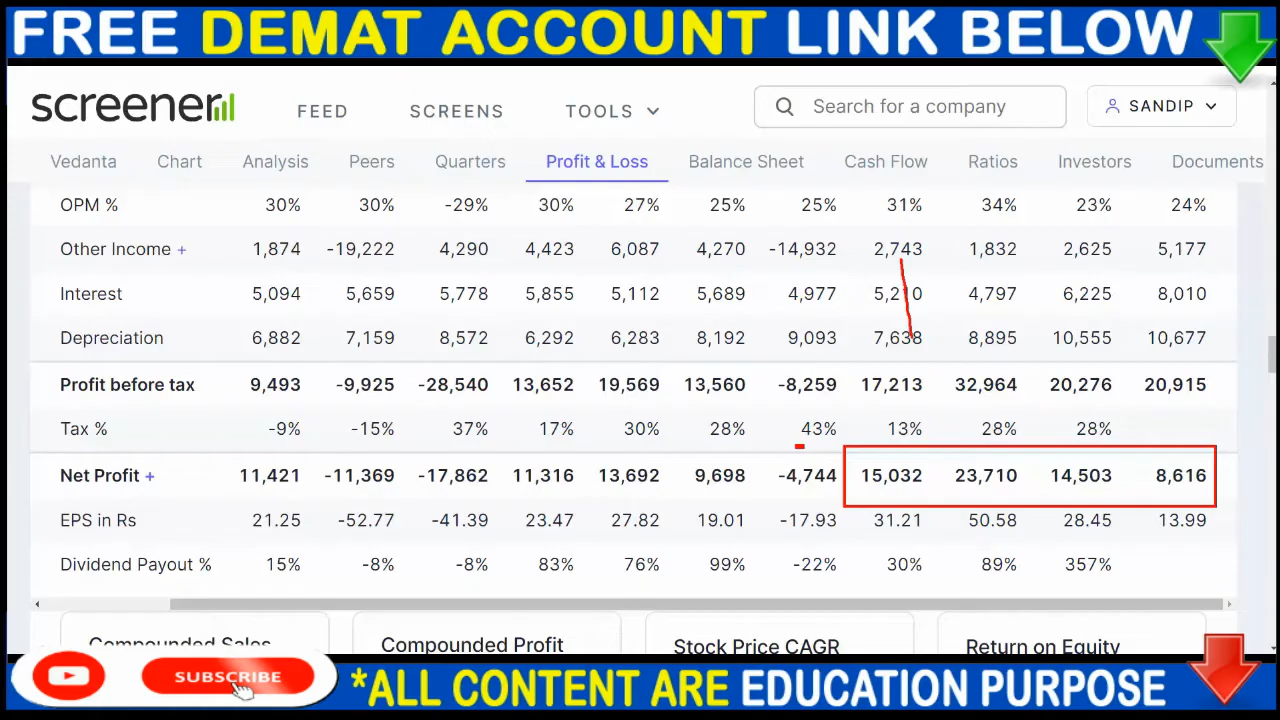 FREE DEMAT ACCOUNT LINK BELOW
screener FEED SCREENS TOOLS Search for a company SANDIP
Vedanta Chart Analysis Peers Quarters Profit & Loss Balance Sheet Cash Flow Ratios Investors Documents
OPM % 30% 30% -29% 30% 27% 25% 25% 31% 34% 23% 24%
Other Income + 1,874 -19,222 4,290 4,423 6,087 4,270 -14,932 2,743 1,832 2,625 5,177
Interest 5,094 5,659 5,778 5,855 5,112 5,689 4,977 5,210 4,797 6,225 8,010
Depreciation 6,882 7,159 8,572 6,292 6,283 8,192 9,093 7,638 8,895 10,555 10,677
Profit before tax 9,493 -9,925 -28,540 13,652 19,569 13,560 -8,259 17,213 32,964 20,276 20,915
Tax % -9% -15% 37% 17% 30% 28% 43% 13% 28% 28%
Net Profit + 11,421 -11,369 -17,862 11,316 13,692 9,698 -4,744 15,032 23,710 14,503 8,616
EPS in Rs 21.25 -52.77 -41.39 23.47 27.82 19.01 -17.93 31.21 50.58 28.45 13.99
Dividend Payout % 15% -8% -8% 83% 76% 99% -22% 30% 89% 357%
Compounded Sales Compounded Profit Stock Price CAGR Return on Equity
SUBSCRIBE
*ALL CONTENT ARE EDUCATION PURPOSE